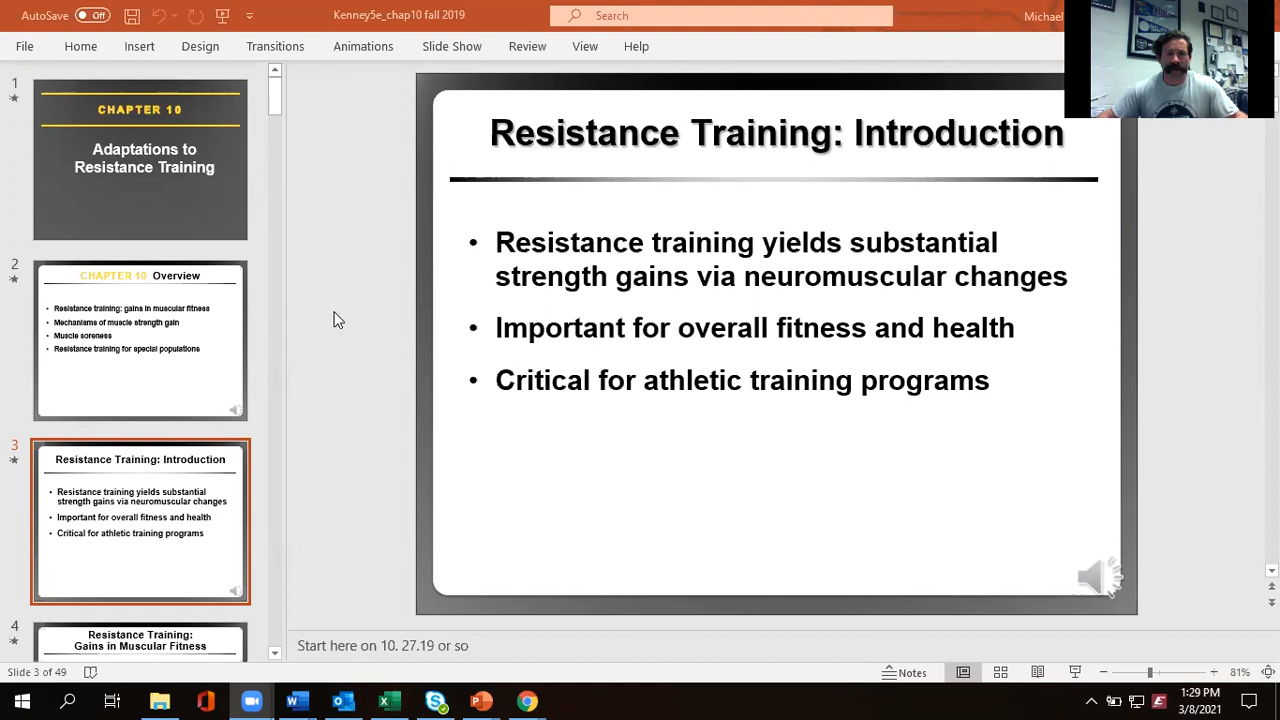 AutoSave Off
Kenney5e_chap10 fall 2019
Search
Michael
File Home Insert Design Transitions Animations Slide Show Review View Help
1
CHAPTER 10
Adaptations to
Resistance Training
2
CHAPTER 10 Overview
• Resistance training: gains in muscular fitness
• Mechanisms of muscle strength gain
• Muscle soreness
• Resistance training for special populations
3
Resistance Training: Introduction
• Resistance training yields substantial
strength gains via neuromuscular changes
• Important for overall fitness and health
• Critical for athletic training programs
4
Resistance Training:
Gains in Muscular Fitness
Resistance Training: Introduction
• Resistance training yields substantial
strength gains via neuromuscular changes
• Important for overall fitness and health
• Critical for athletic training programs
Start here on 10. 27.19 or so
Slide 3 of 49
Notes
81%
1:29 PM
3/8/2021